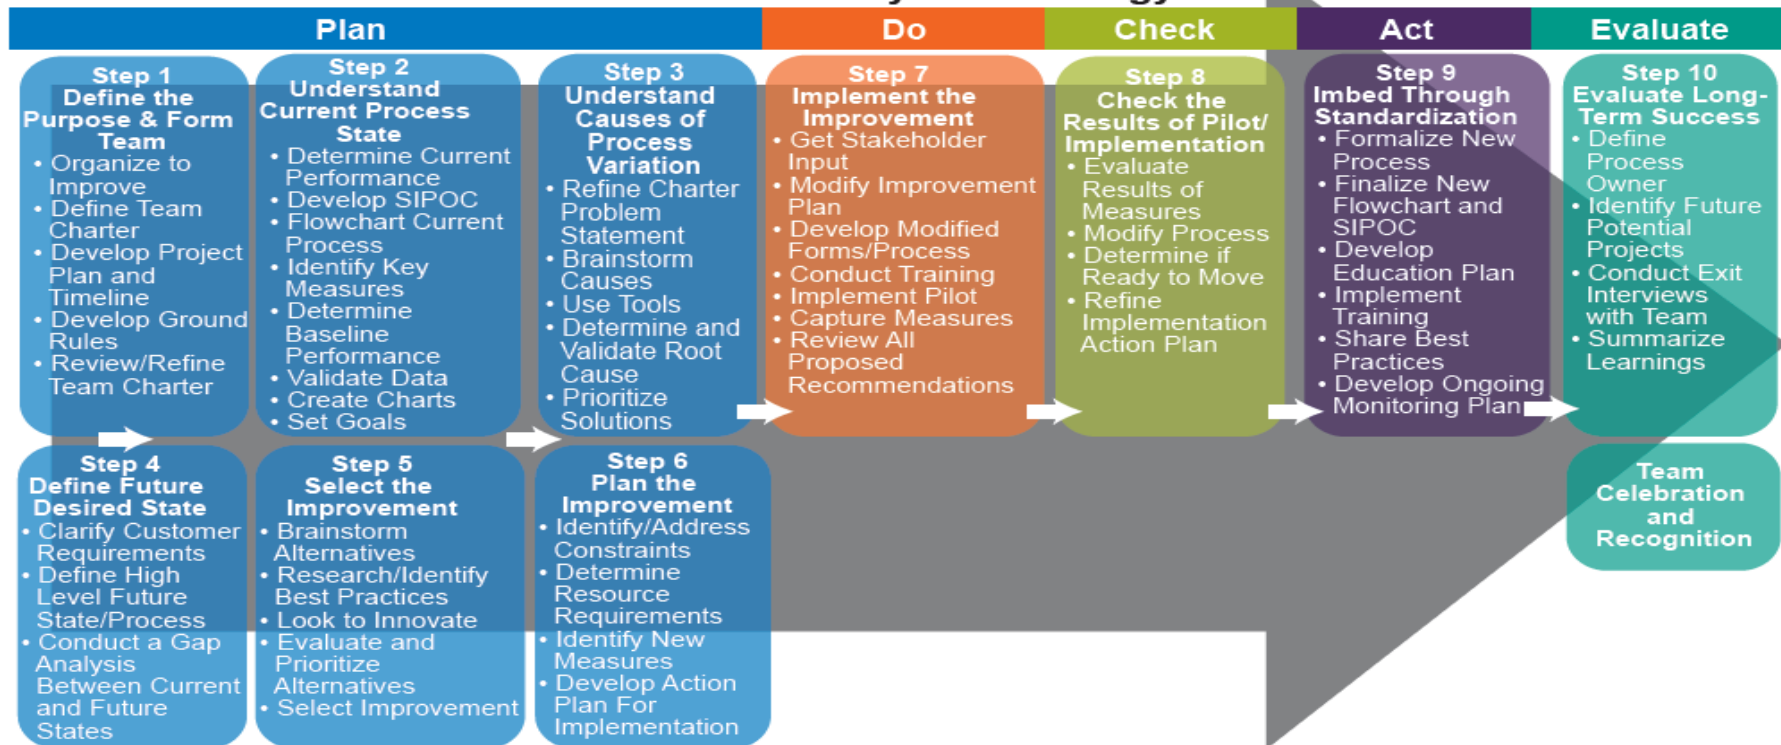 Plan
Do
Check
Act
Evaluate
Step 1
Define the
Purpose & Form
Team
• Organize to
Improve
• Define Team
Charter
• Develop Project
Plan and
Timeline
• Develop Ground
Rules
• Review/Refine
Team Charter
Step 2
Understand
Current Process
State
• Determine Current
Performance
• Develop SIPOC
• Flowchart Current
Process
• Identify Key
Measures
• Determine
Baseline
Performance
• Validate Data
• Create Charts
• Set Goals
Step 3
Understand
Causes of
Process
Variation
• Refine Charter
Problem
Statement
• Brainstorm
Causes
• Use Tools
• Determine and
Validate Root
Cause
• Prioritize
Solutions
Step 4
Define Future
Desired State
• Clarify Customer
Requirements
• Define High
Level Future
State/Process
• Conduct a Gap
Analysis
Between Current
and Future
States
Step 5
Select the
Improvement
• Brainstorm
Alternatives
• Research/Identify
Best Practices
• Look to Innovate
• Evaluate and
Prioritize
Alternatives
• Select Improvement
Step 6
Plan the
Improvement
• Identify/Address
Constraints
• Determine
Resource
Requirements
• Identify New
Measures
• Develop Action
Plan For
Implementation
Step 7
Implement the
Improvement
• Get Stakeholder
Input
• Modify Improvement
Plan
• Develop Modified
Forms/Process
• Conduct Training
• Implement Pilot
• Capture Measures
• Review All
Proposed
Recommendations
Step 8
Check the
Results of Pilot/
Implementation
• Evaluate
Results of
Measures
• Modify Process
• Determine if
Ready to Move
• Refine
Implementation
Action Plan
Step 9
Imbed Through
Standardization
• Formalize New
Process
• Finalize New
Flowchart and
SIPOC
• Develop
Education Plan
• Implement
Training
• Share Best
Practices
• Develop Ongoing
Monitoring Plan
Step 10
Evaluate Long-
Term Success
• Define
Process
Owner
• Identify Future
Potential
Projects
• Conduct Exit
Interviews
with Team
• Summarize
Learnings
Team
Celebration
and
Recognition